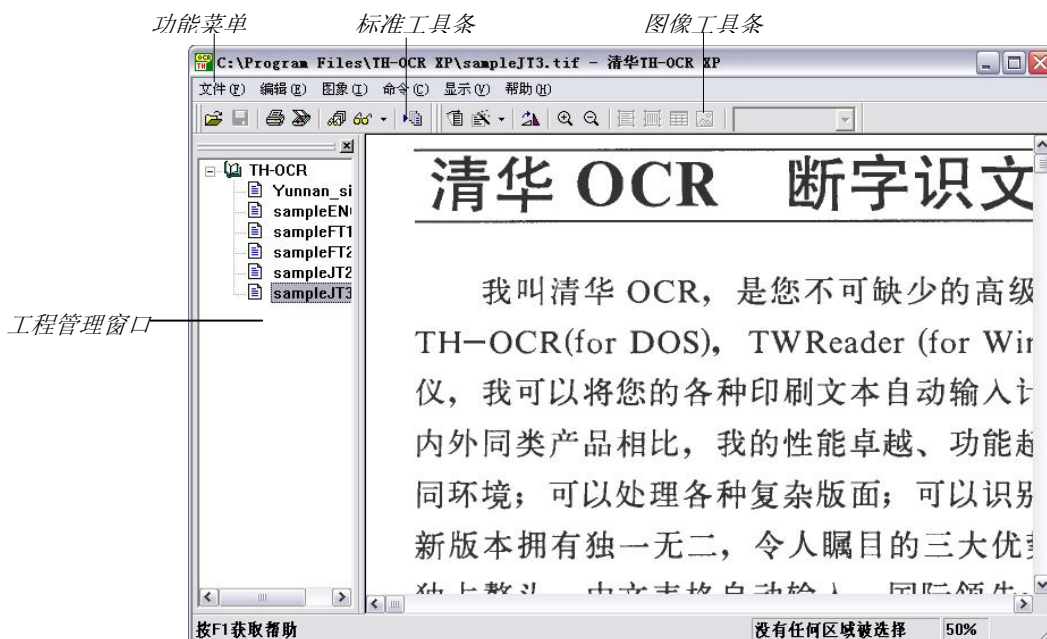 功能菜单 标准工具条 图像工具条
C:\Program Files\TH-OCR XP\sampleJT3.tif - 清华TH-OCR XP
文件(F) 编辑(E) 图象(I) 命令(C) 显示(V) 帮助(H)
TH-OCR
Yunnan_si
sampleEN
sampleFT1
sampleFT2
sampleJT2
sampleJT3
工程管理窗口
清华 OCR 断字识文
我叫清华 OCR，是您不可缺少的高级
TH-OCR(for DOS)，TWReader (for Win
仪，我可以将您的各种印刷文本自动输入计
内外同类产品相比，我的性能卓越、功能超
同环境；可以处理各种复杂版面；可以识别
新版本拥有独一无二，令人瞩目的三大优势
按F1获取帮助 没有任何区域被选择 50%